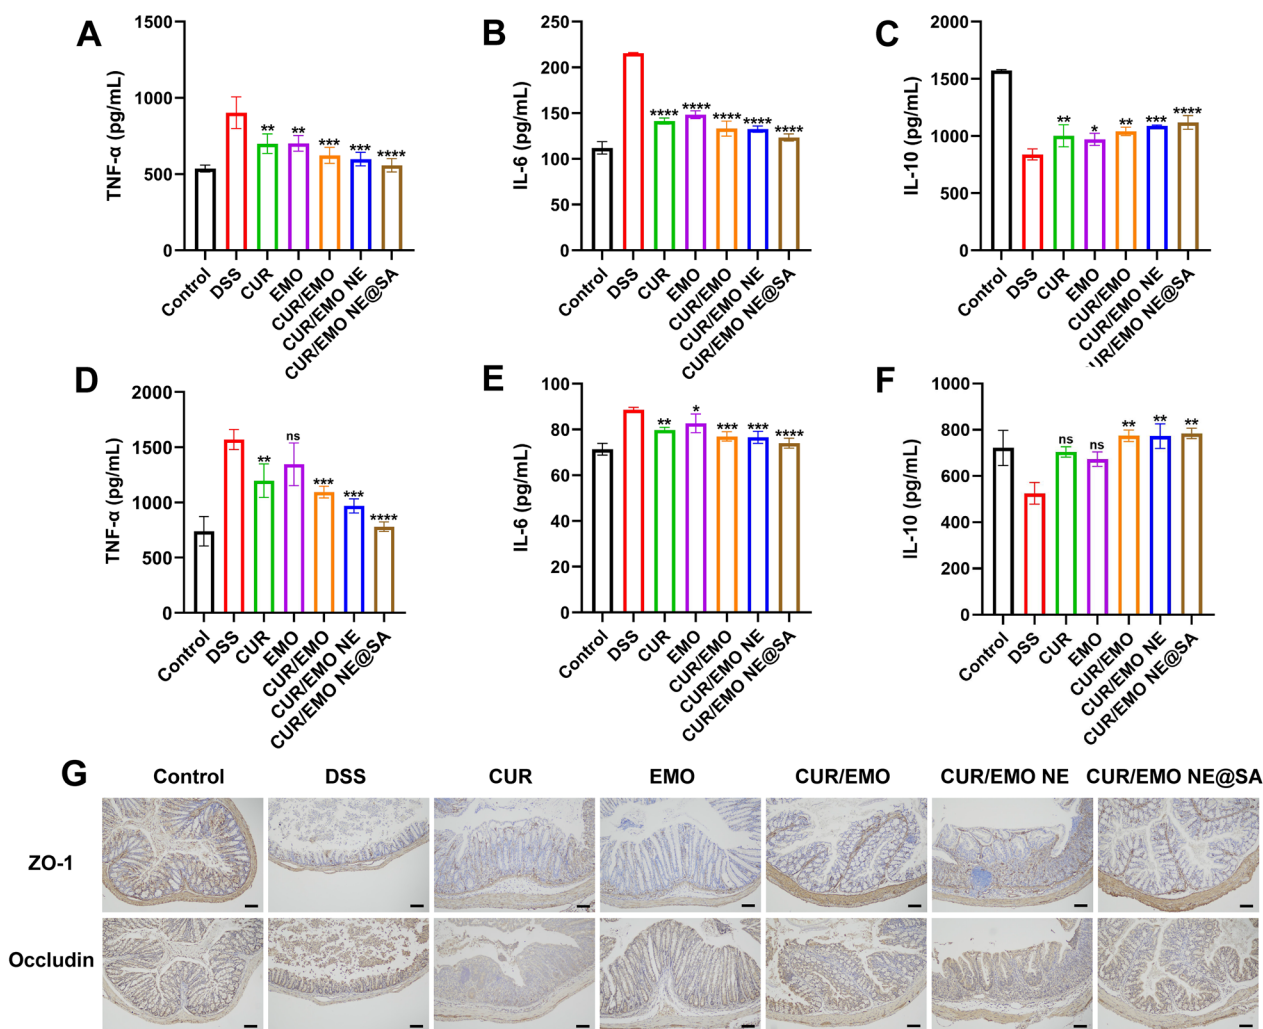 A
TNF-α (pg/mL)
1500
1000
500
0
** ** *** *** ****
Control
DSS
CUR
EMO
CUR/EMO
CUR/EMO NE
CUR/EMO NE@SA
B
IL-6 (pg/mL)
250
200
150
100
50
0
**** **** **** **** ****
Control
DSS
CUR
EMO
CUR/EMO
CUR/EMO NE
CUR/EMO NE@SA
C
IL-10 (pg/mL)
2000
1500
1000
500
0
** * ** *** ****
Control
DSS
CUR
EMO
CUR/EMO
CUR/EMO NE
CUR/EMO NE@SA
D
TNF-α (pg/mL)
2000
1500
1000
500
0
** ns *** *** ****
Control
DSS
CUR
EMO
CUR/EMO
CUR/EMO NE
CUR/EMO NE@SA
E
IL-6 (pg/mL)
100
80
60
40
20
0
** * *** *** ****
Control
DSS
CUR
EMO
CUR/EMO
CUR/EMO NE
CUR/EMO NE@SA
F
IL-10 (pg/mL)
1000
800
600
400
200
0
ns ns ** ** **
Control
DSS
CUR
EMO
CUR/EMO
CUR/EMO NE
CUR/EMO NE@SA
G
Control DSS CUR EMO CUR/EMO CUR/EMO NE CUR/EMO NE@SA
ZO-1
Occludin